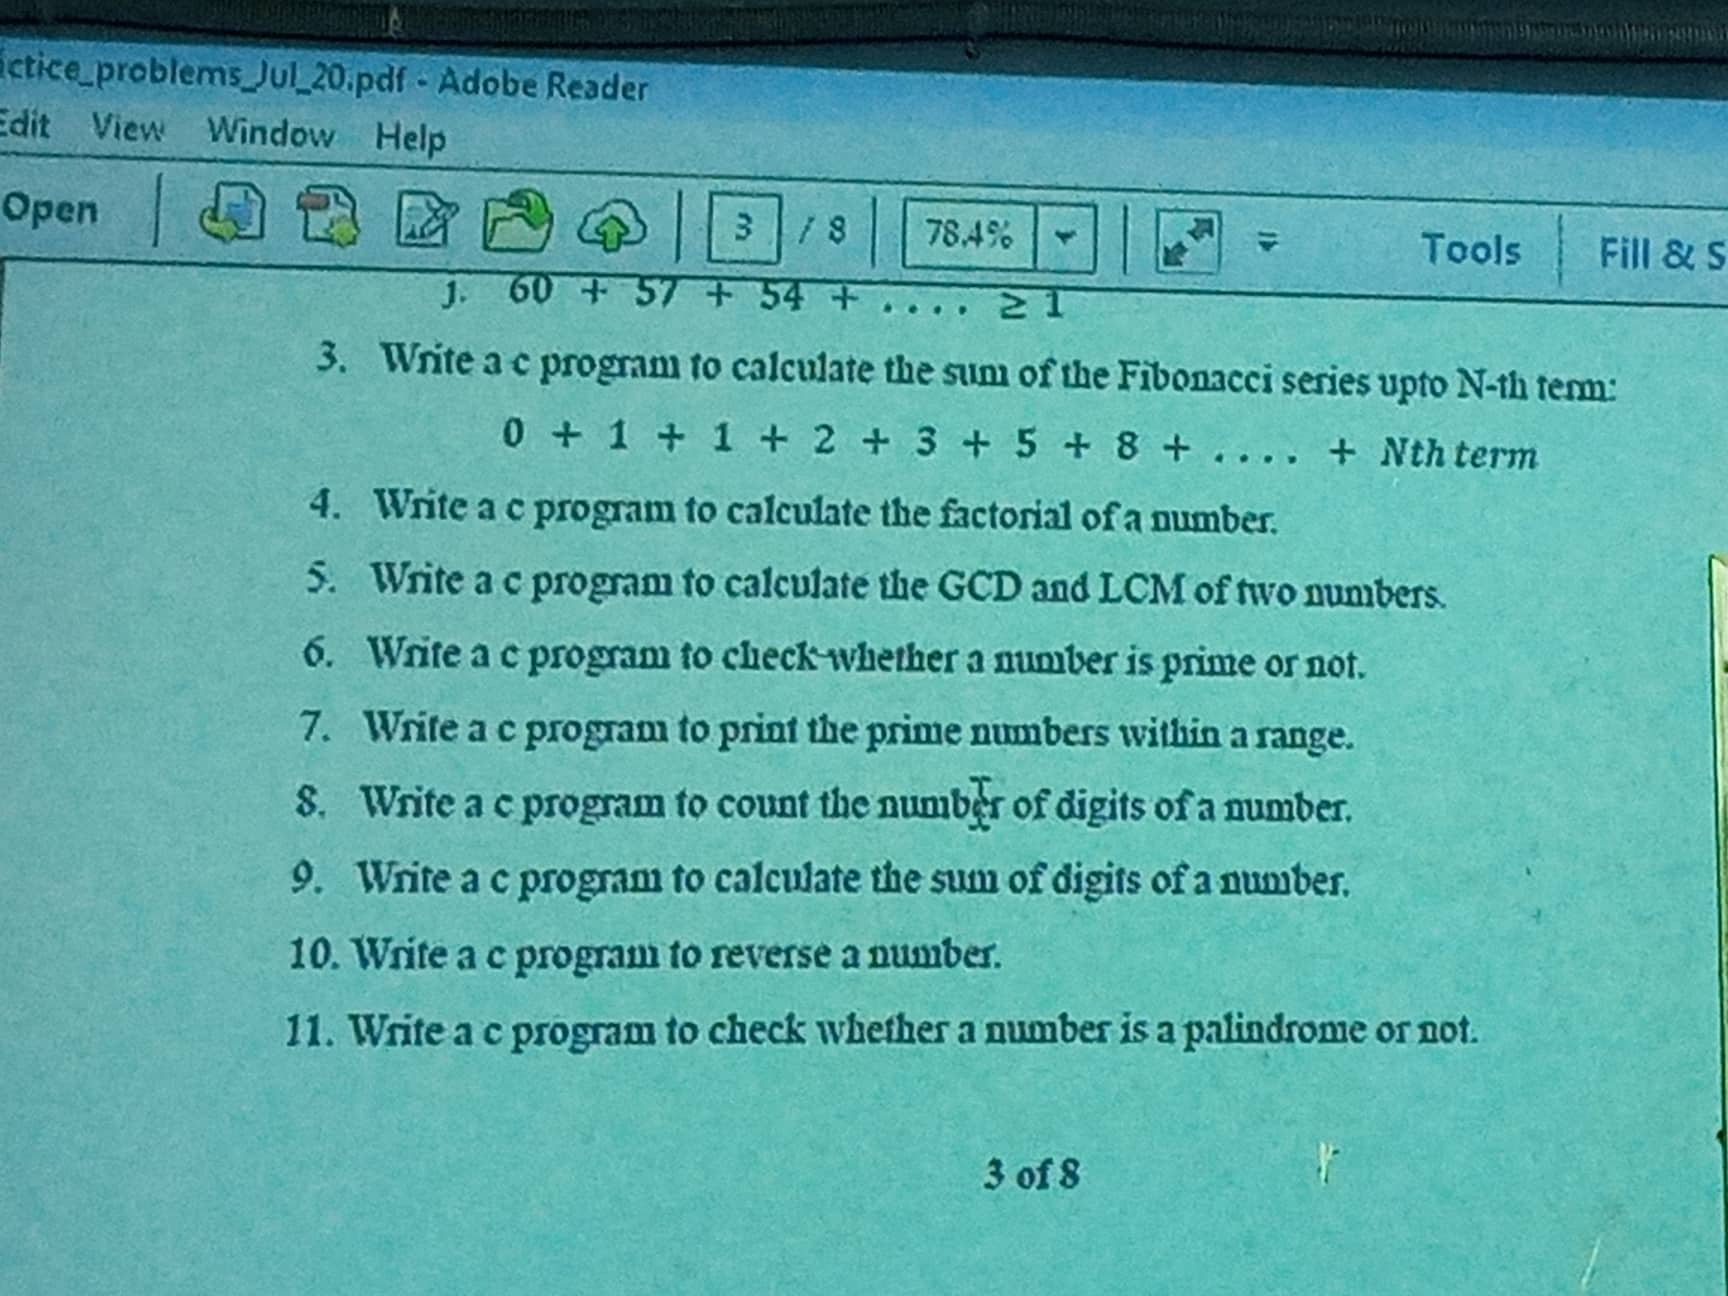 ictice_problems_Jul_20.pdf - Adobe Reader
Edit View Window Help
Open 3 / 8 78.4% Tools Fill & S
j. 60 + 57 + 54 + .... ≥ 1
3. Write a c program to calculate the sum of the Fibonacci series upto N-th term:
0 + 1 + 1 + 2 + 3 + 5 + 8 + .... + Nth term
4. Write a c program to calculate the factorial of a number.
5. Write a c program to calculate the GCD and LCM of two numbers.
6. Write a c program to check whether a number is prime or not.
7. Write a c program to print the prime numbers within a range.
8. Write a c program to count the number of digits of a number.
9. Write a c program to calculate the sum of digits of a number.
10. Write a c program to reverse a number.
11. Write a c program to check whether a number is a palindrome or not.
3 of 8